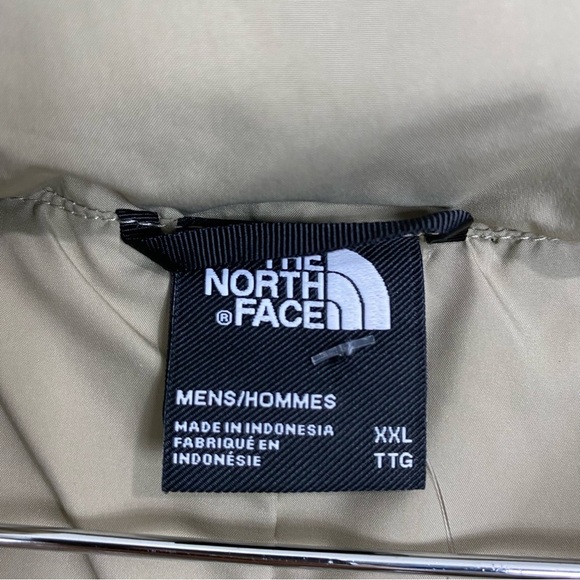 THE
NORTH
® FACE
MENS/HOMMES
MADE IN INDONESIA
FABRIQUÉ EN
INDONÉSIE
XXL
TTG